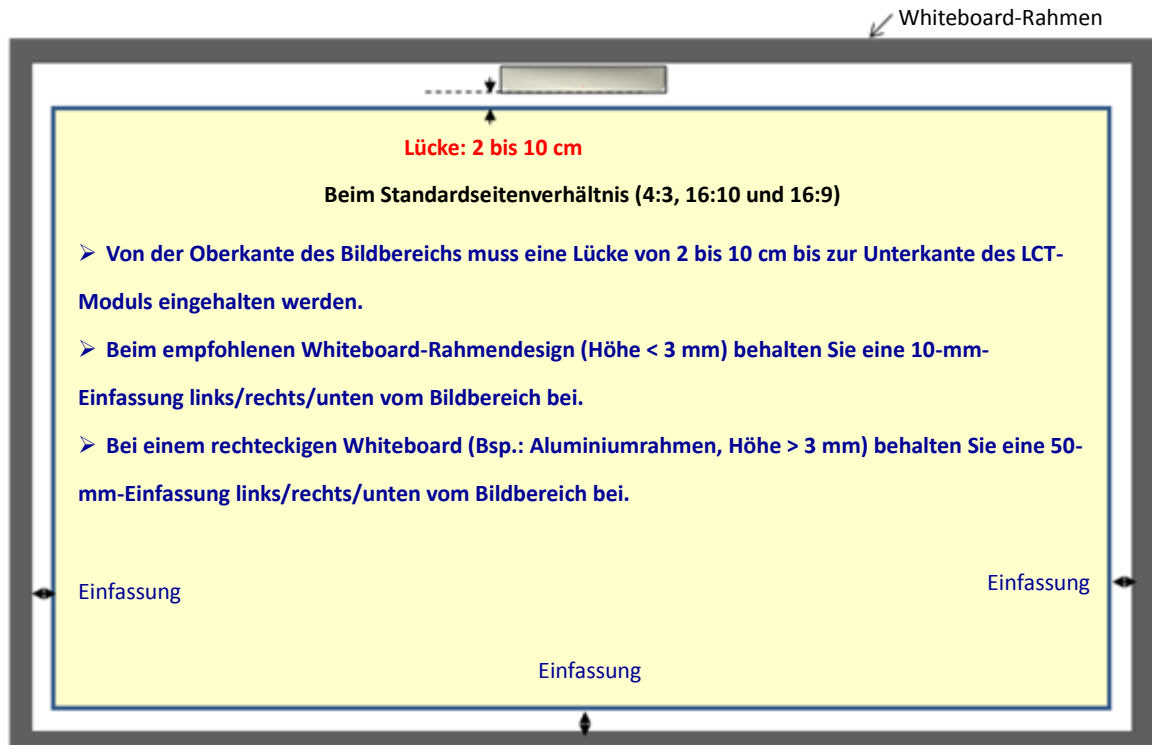 Whiteboard-Rahmen
Lücke: 2 bis 10 cm
Beim Standardseitenverhältnis (4:3, 16:10 und 16:9)
➢ Von der Oberkante des Bildbereichs muss eine Lücke von 2 bis 10 cm bis zur Unterkante des LCT-
Moduls eingehalten werden.
➢ Beim empfohlenen Whiteboard-Rahmendesign (Höhe < 3 mm) behalten Sie eine 10-mm-
Einfassung links/rechts/unten vom Bildbereich bei.
➢ Bei einem rechteckigen Whiteboard (Bsp.: Aluminiumrahmen, Höhe > 3 mm) behalten Sie eine 50-
mm-Einfassung links/rechts/unten vom Bildbereich bei.
Einfassung
Einfassung
Einfassung